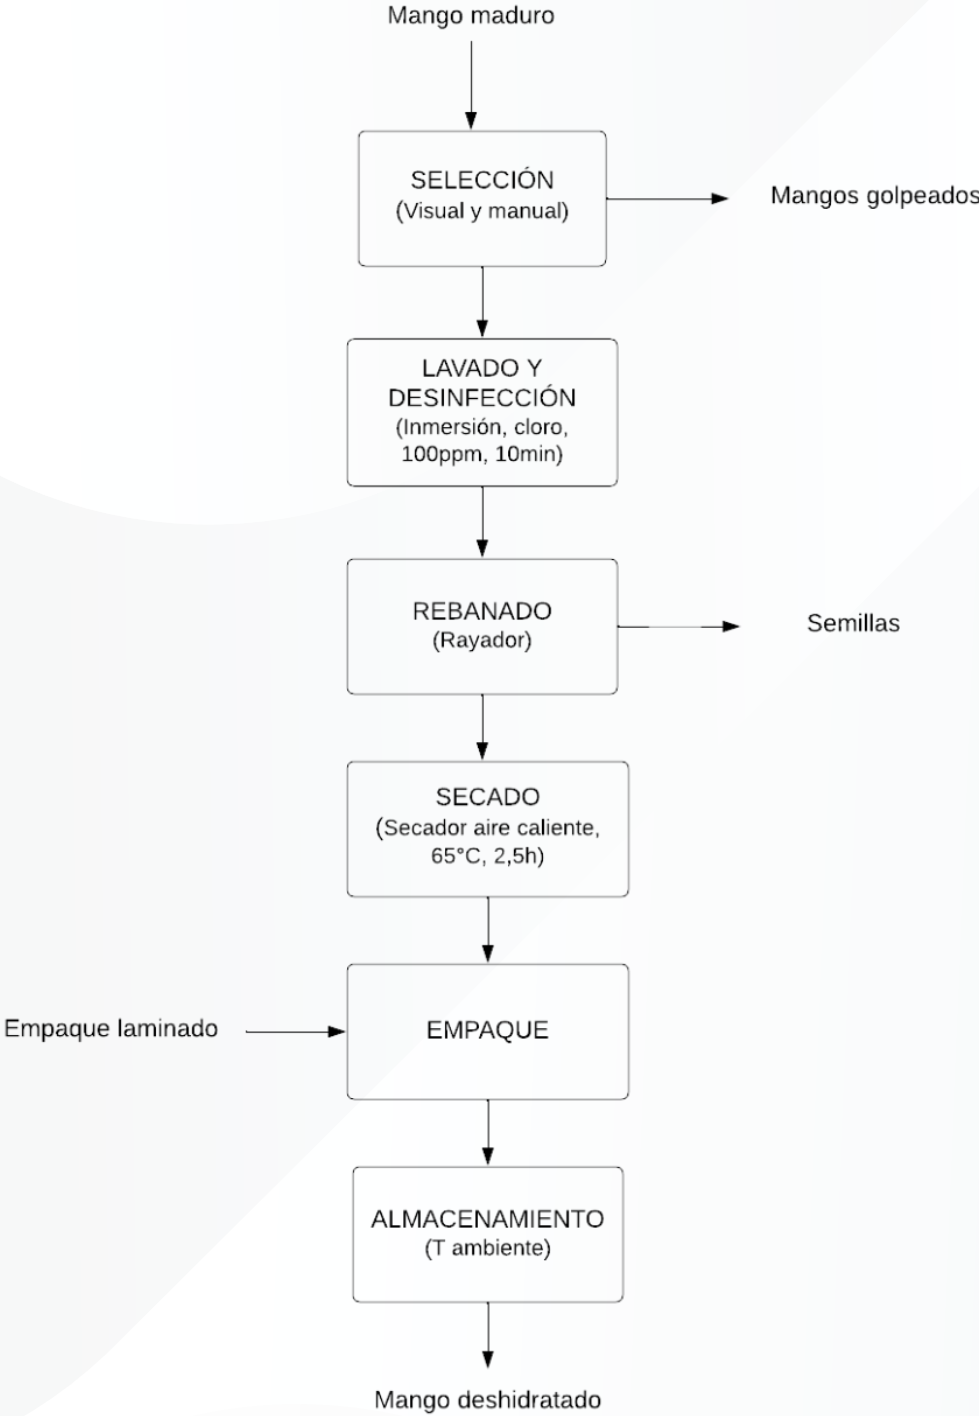 Mango maduro
SELECCIÓN
(Visual y manual)
Mangos golpeados
LAVADO Y
DESINFECCIÓN
(Inmersión, cloro,
100ppm, 10min)
REBANADO
(Rayador)
Semillas
SECADO
(Secador aire caliente,
65°C, 2,5h)
Empaque laminado
EMPAQUE
ALMACENAMIENTO
(T ambiente)
Mango deshidratado